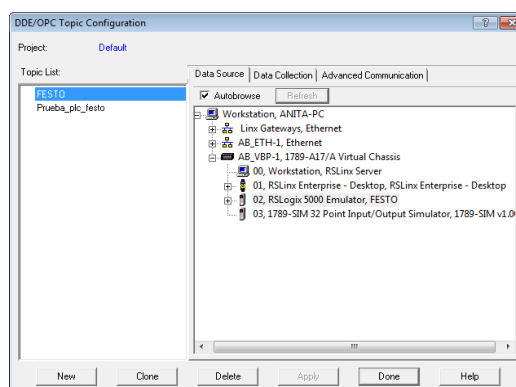 DDE/OPC Topic Configuration
Project: Default
Topic List:
FESTO
Prueba_plc_festo
Data Source Data Collection Advanced Communication
Autobrowse Refresh
Workstation, ANITA-PC
Linx Gateways, Ethernet
AB_ETH-1, Ethernet
AB_VBP-1, 1789-A17/A Virtual Chassis
00, Workstation, RSLinx Server
01, RSLinx Enterprise - Desktop, RSLinx Enterprise - Desktop
02, RSLogix 5000 Emulator, FESTO
03, 1789-SIM 32 Point Input/Output Simulator, 1789-SIM v1.0
New Clone Delete Apply Done Help